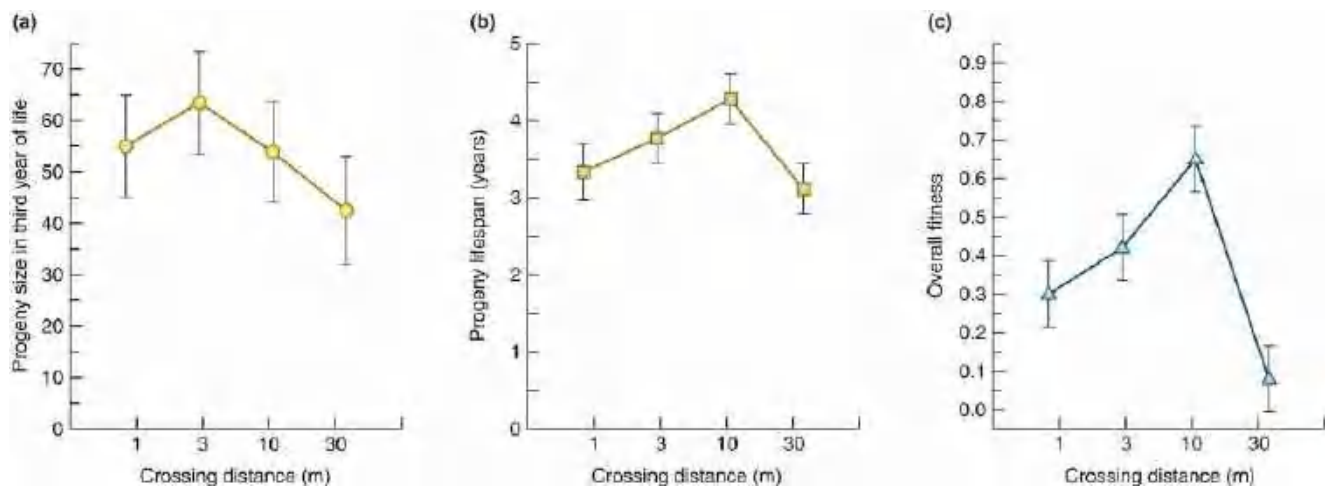 (a)
Progeny size in third year of life
70
60
50
40
30
20
10
0
1 3 10 30
Crossing distance (m)
(b)
Progeny lifespan (years)
5
4
3
2
1
0
1 3 10 30
Crossing distance (m)
(c)
Overall fitness
0.9
0.8
0.7
0.6
0.5
0.4
0.3
0.2
0.1
0.0
1 3 10 30
Crossing distance (m)